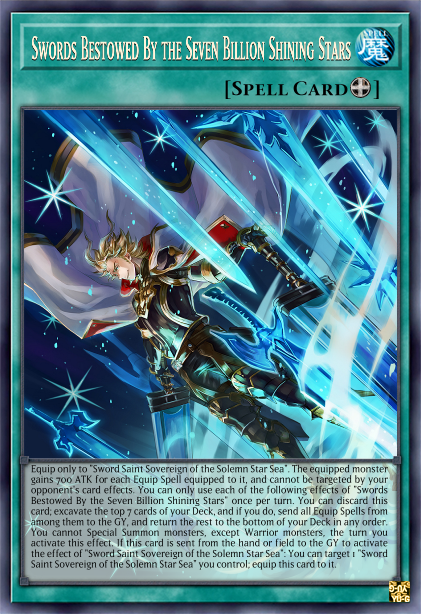 Swords Bestowed By the Seven Billion Shining Stars
SPELL
魔
[Spell Card]
Equip only to "Sword Saint Sovereign of the Solemn Star Sea". The equipped monster
gains 700 ATK for each Equip Spell equipped to it, and cannot be targeted by your
opponent's card effects. You can only use each of the following effects of "Swords
Bestowed By the Seven Billion Shining Stars" once per turn. You can discard this
card; excavate the top 7 cards of your Deck, and if you do, send all Equip Spells from
among them to the GY, and return the rest to the bottom of your Deck in any order.
You cannot Special Summon monsters, except Warrior monsters, the turn you
activate this effect. If this card is sent from the hand or field to the GY to activate
the effect of "Sword Saint Sovereign of the Solemn Star Sea": You can target 1 "Sword
Saint Sovereign of the Solemn Star Sea" you control; equip this card to it.